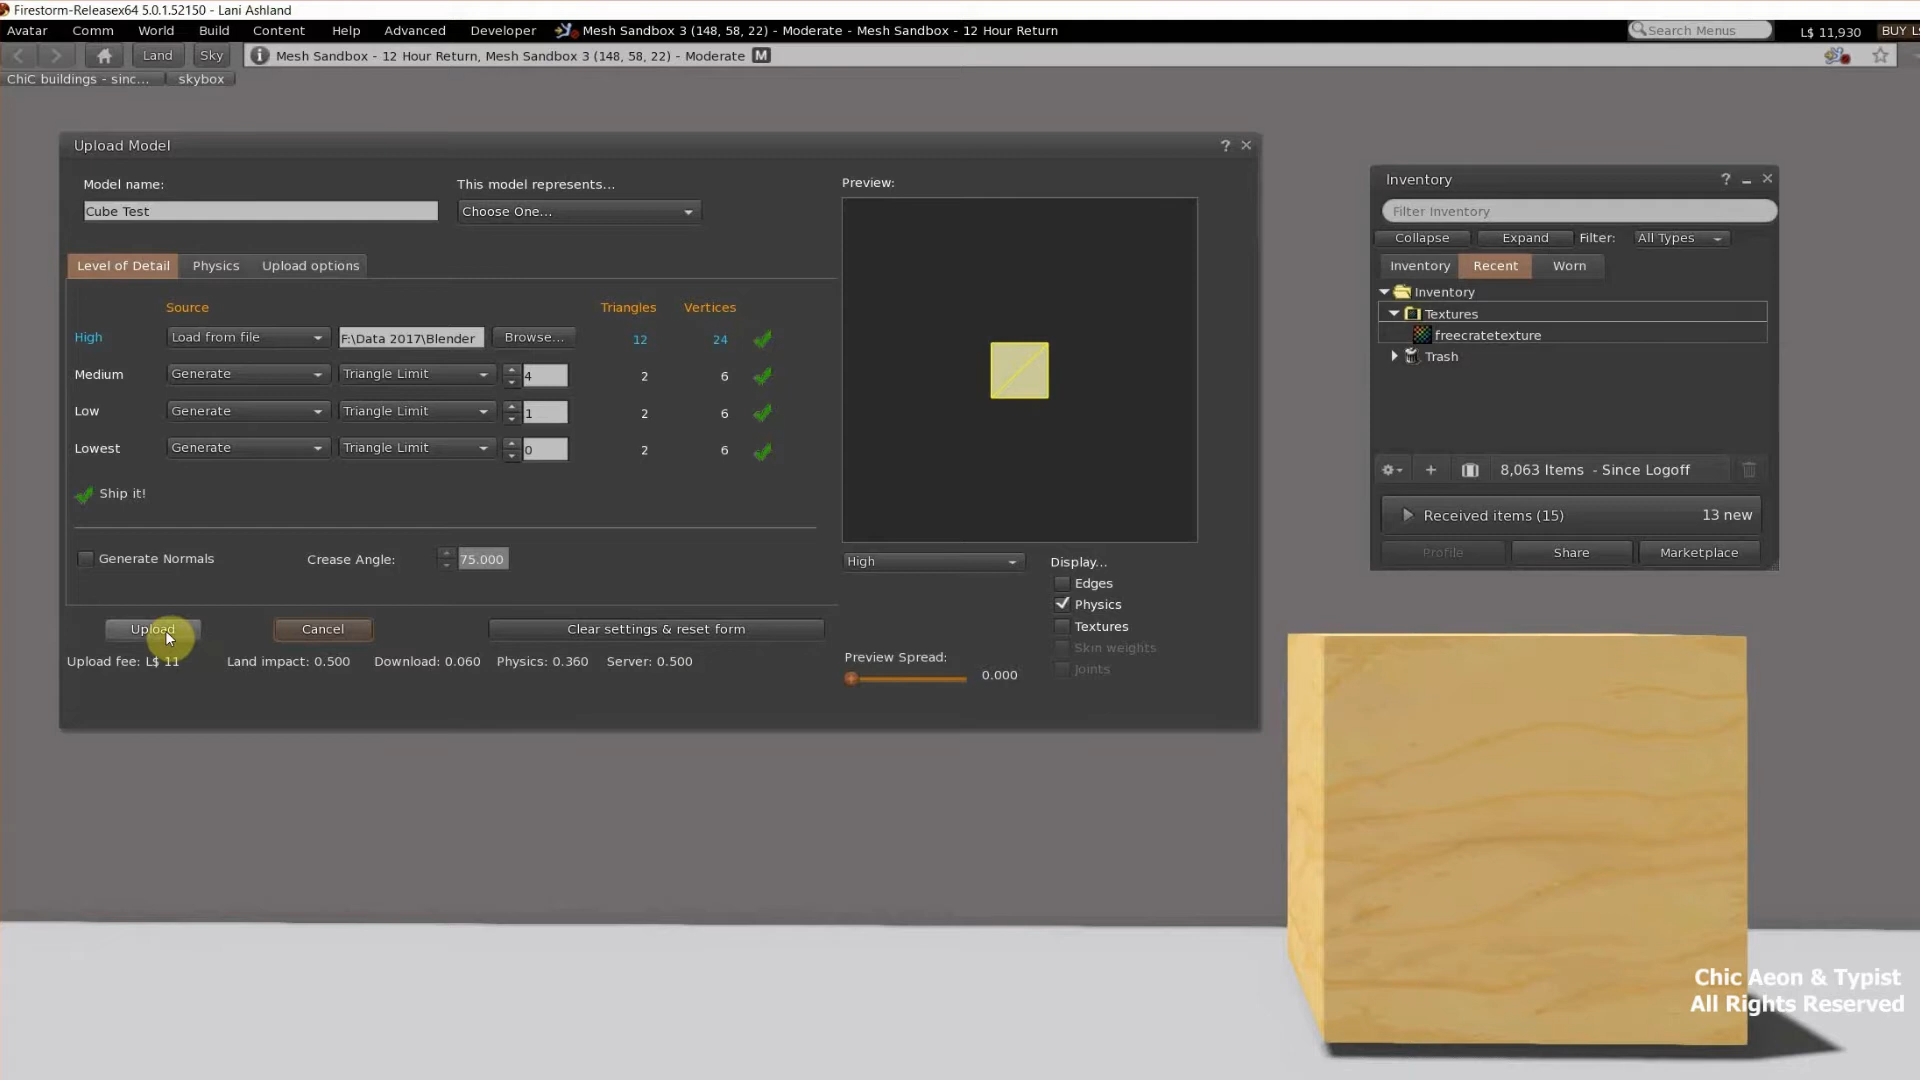 Firestorm-Releasex64 5.0.1.52150 - Lani Ashland
Avatar Comm World Build Content Help Advanced Developer Mesh Sandbox 3 (148, 58, 22) - Moderate - Mesh Sandbox - 12 Hour Return Search Menus L$ 11,930 BUY L$
Land Sky Mesh Sandbox - 12 Hour Return, Mesh Sandbox 3 (148, 58, 22) - Moderate M
ChiC buildings - sinc... skybox
Upload Model ?
Model name: This model represents...
Cube Test Choose One...
Level of Detail Physics Upload options
Source Triangles Vertices
High Load from file F:\Data 2017\Blender Browse... 12 24
Medium Generate Triangle Limit 4 2 6
Low Generate Triangle Limit 1 2 6
Lowest Generate Triangle Limit 0 2 6
Ship it!
Generate Normals Crease Angle: 75.000
Upload Cancel Clear settings & reset form
Upload fee: L$ 11 Land impact: 0.500 Download: 0.060 Physics: 0.360 Server: 0.500
Preview:
High Display...
Edges
Physics
Textures
Skin weights
Joints
Preview Spread:
0.000
Inventory ?
Filter Inventory
Collapse Expand Filter: All Types
Inventory Recent Worn
Inventory
Textures
freecratetexture
Trash
8,063 Items - Since Logoff
Received items (15) 13 new
Profile Share Marketplace
Chic Aeon & Typist
All Rights Reserved